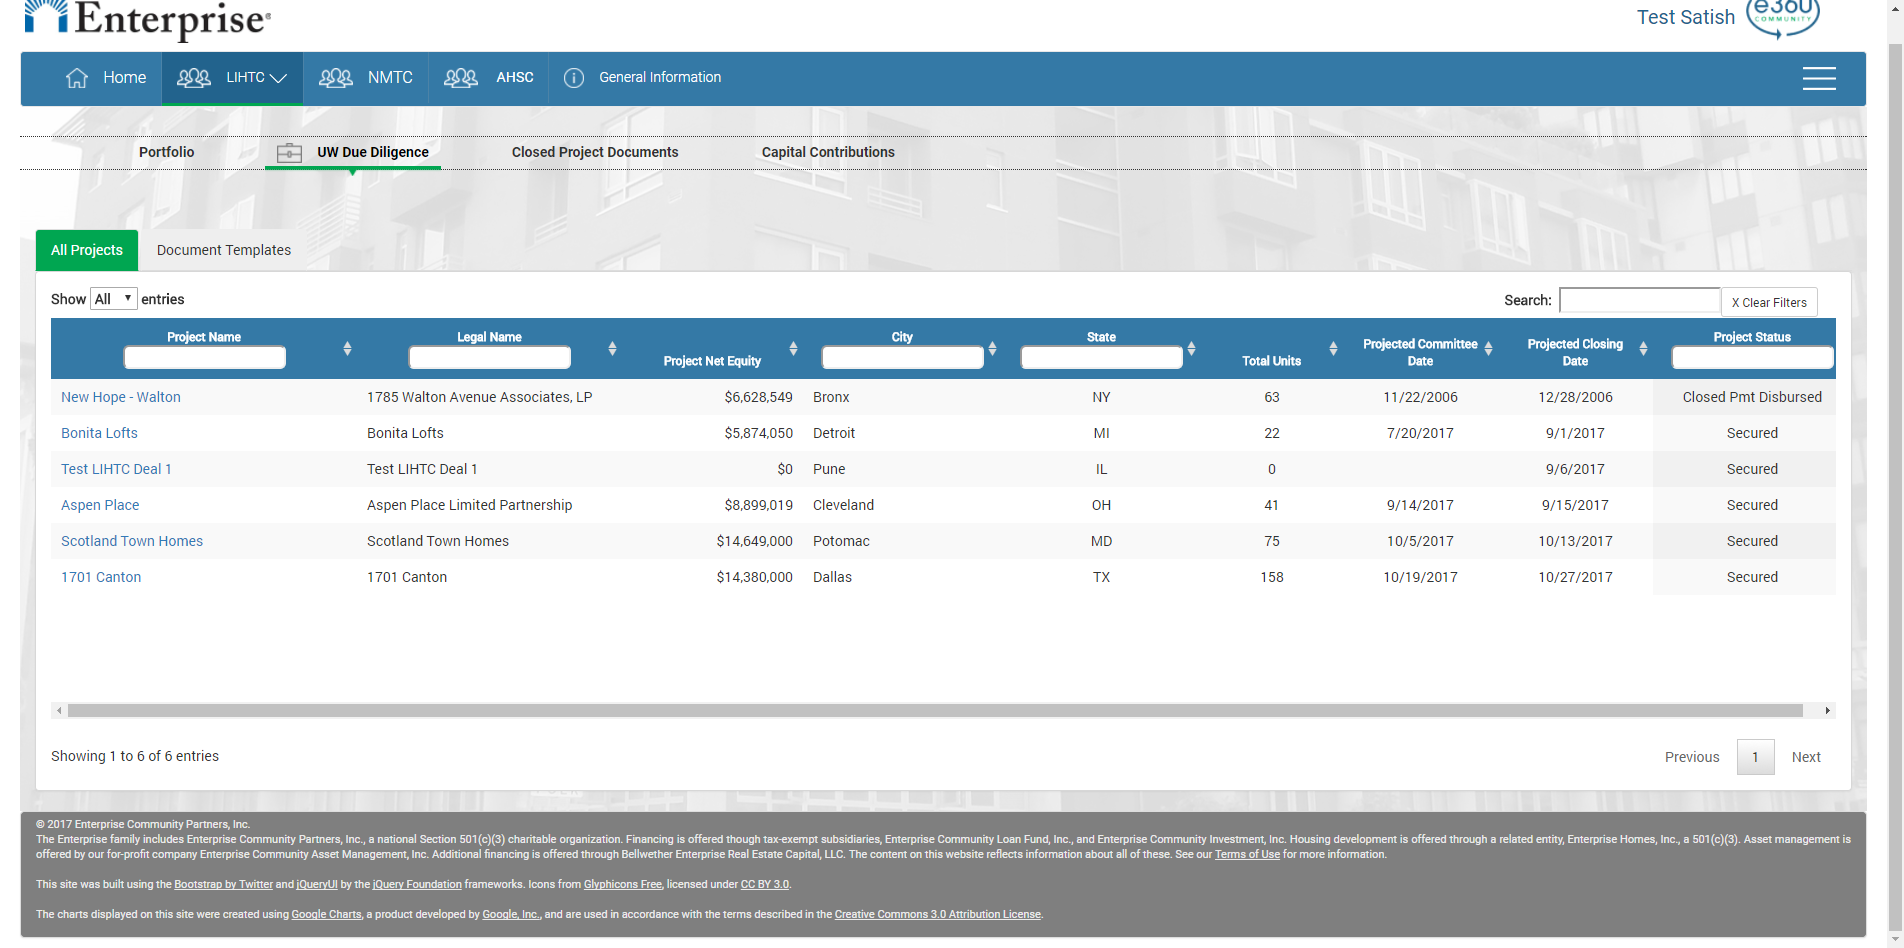 Enterprise®
Test Satish
e360
COMMUNITY
Home
LIHTC
NMTC
AHSC
General Information
Portfolio
UW Due Diligence
Closed Project Documents
Capital Contributions
All Projects
Document Templates
Show All entries
Search:
X Clear Filters
Project Name Legal Name Project Net Equity City State Total Units Projected Committee Date Projected Closing Date Project Status
New Hope - Walton 1785 Walton Avenue Associates, LP $6,628,549 Bronx NY 63 11/22/2006 12/28/2006 Closed Pmt Disbursed
Bonita Lofts Bonita Lofts $5,874,050 Detroit MI 22 7/20/2017 9/1/2017 Secured
Test LIHTC Deal 1 Test LIHTC Deal 1 $0 Pune IL 0 9/6/2017 Secured
Aspen Place Aspen Place Limited Partnership $8,899,019 Cleveland OH 41 9/14/2017 9/15/2017 Secured
Scotland Town Homes Scotland Town Homes $14,649,000 Potomac MD 75 10/5/2017 10/13/2017 Secured
1701 Canton 1701 Canton $14,380,000 Dallas TX 158 10/19/2017 10/27/2017 Secured
Showing 1 to 6 of 6 entries
Previous 1 Next
© 2017 Enterprise Community Partners, Inc.
The Enterprise family includes Enterprise Community Partners, Inc., a national Section 501(c)(3) charitable organization. Financing is offered though tax-exempt subsidiaries, Enterprise Community Loan Fund, Inc., and Enterprise Community Investment, Inc. Housing development is offered through a related entity, Enterprise Homes, Inc., a 501(c)(3). Asset management is
offered by our for-profit company Enterprise Community Asset Management, Inc. Additional financing is offered through Bellwether Enterprise Real Estate Capital, LLC. The content on this website reflects information about all of these. See our Terms of Use for more information.
This site was built using the Bootstrap by Twitter and jQueryUI by the jQuery Foundation frameworks. Icons from Glyphicons Free, licensed under CC BY 3.0.
The charts displayed on this site were created using Google Charts, a product developed by Google, Inc., and are used in accordance with the terms described in the Creative Commons 3.0 Attribution License.